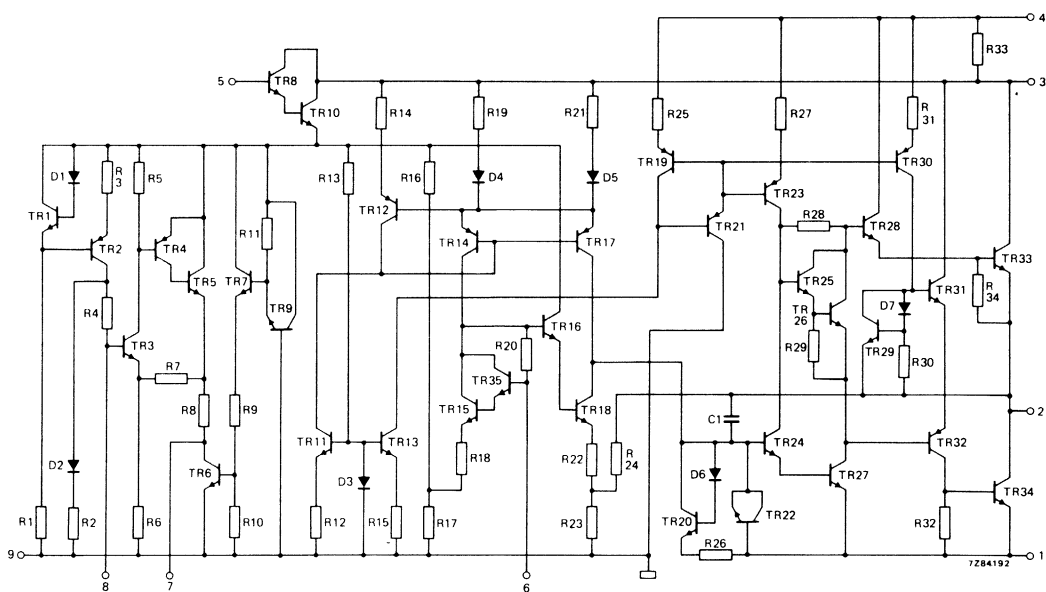 4
R33
5
TR8
3
TR10
R14
R19
R21
R25
R27
R
31
D1
R
3
R5
R13
R16
D4
D5
TR19
TR30
TR1
TR12
TR23
R11
TR2
TR4
TR14
TR17
TR21
R28
TR28
TR5
TR7
TR33
TR9
TR25
TR31
R
34
R4
D7
TR
26
TR3
TR16
R20
R29
TR29
R30
R7
TR35
R8
R9
TR15
TR18
C1
2
TR11
TR13
TR24
TR32
D2
TR6
R18
R22
R
24
D6
TR27
D3
TR34
R1
R2
R6
R10
R12
R15
R17
R23
TR20
TR22
R32
R26
9
1
7Z84192
8
7
6